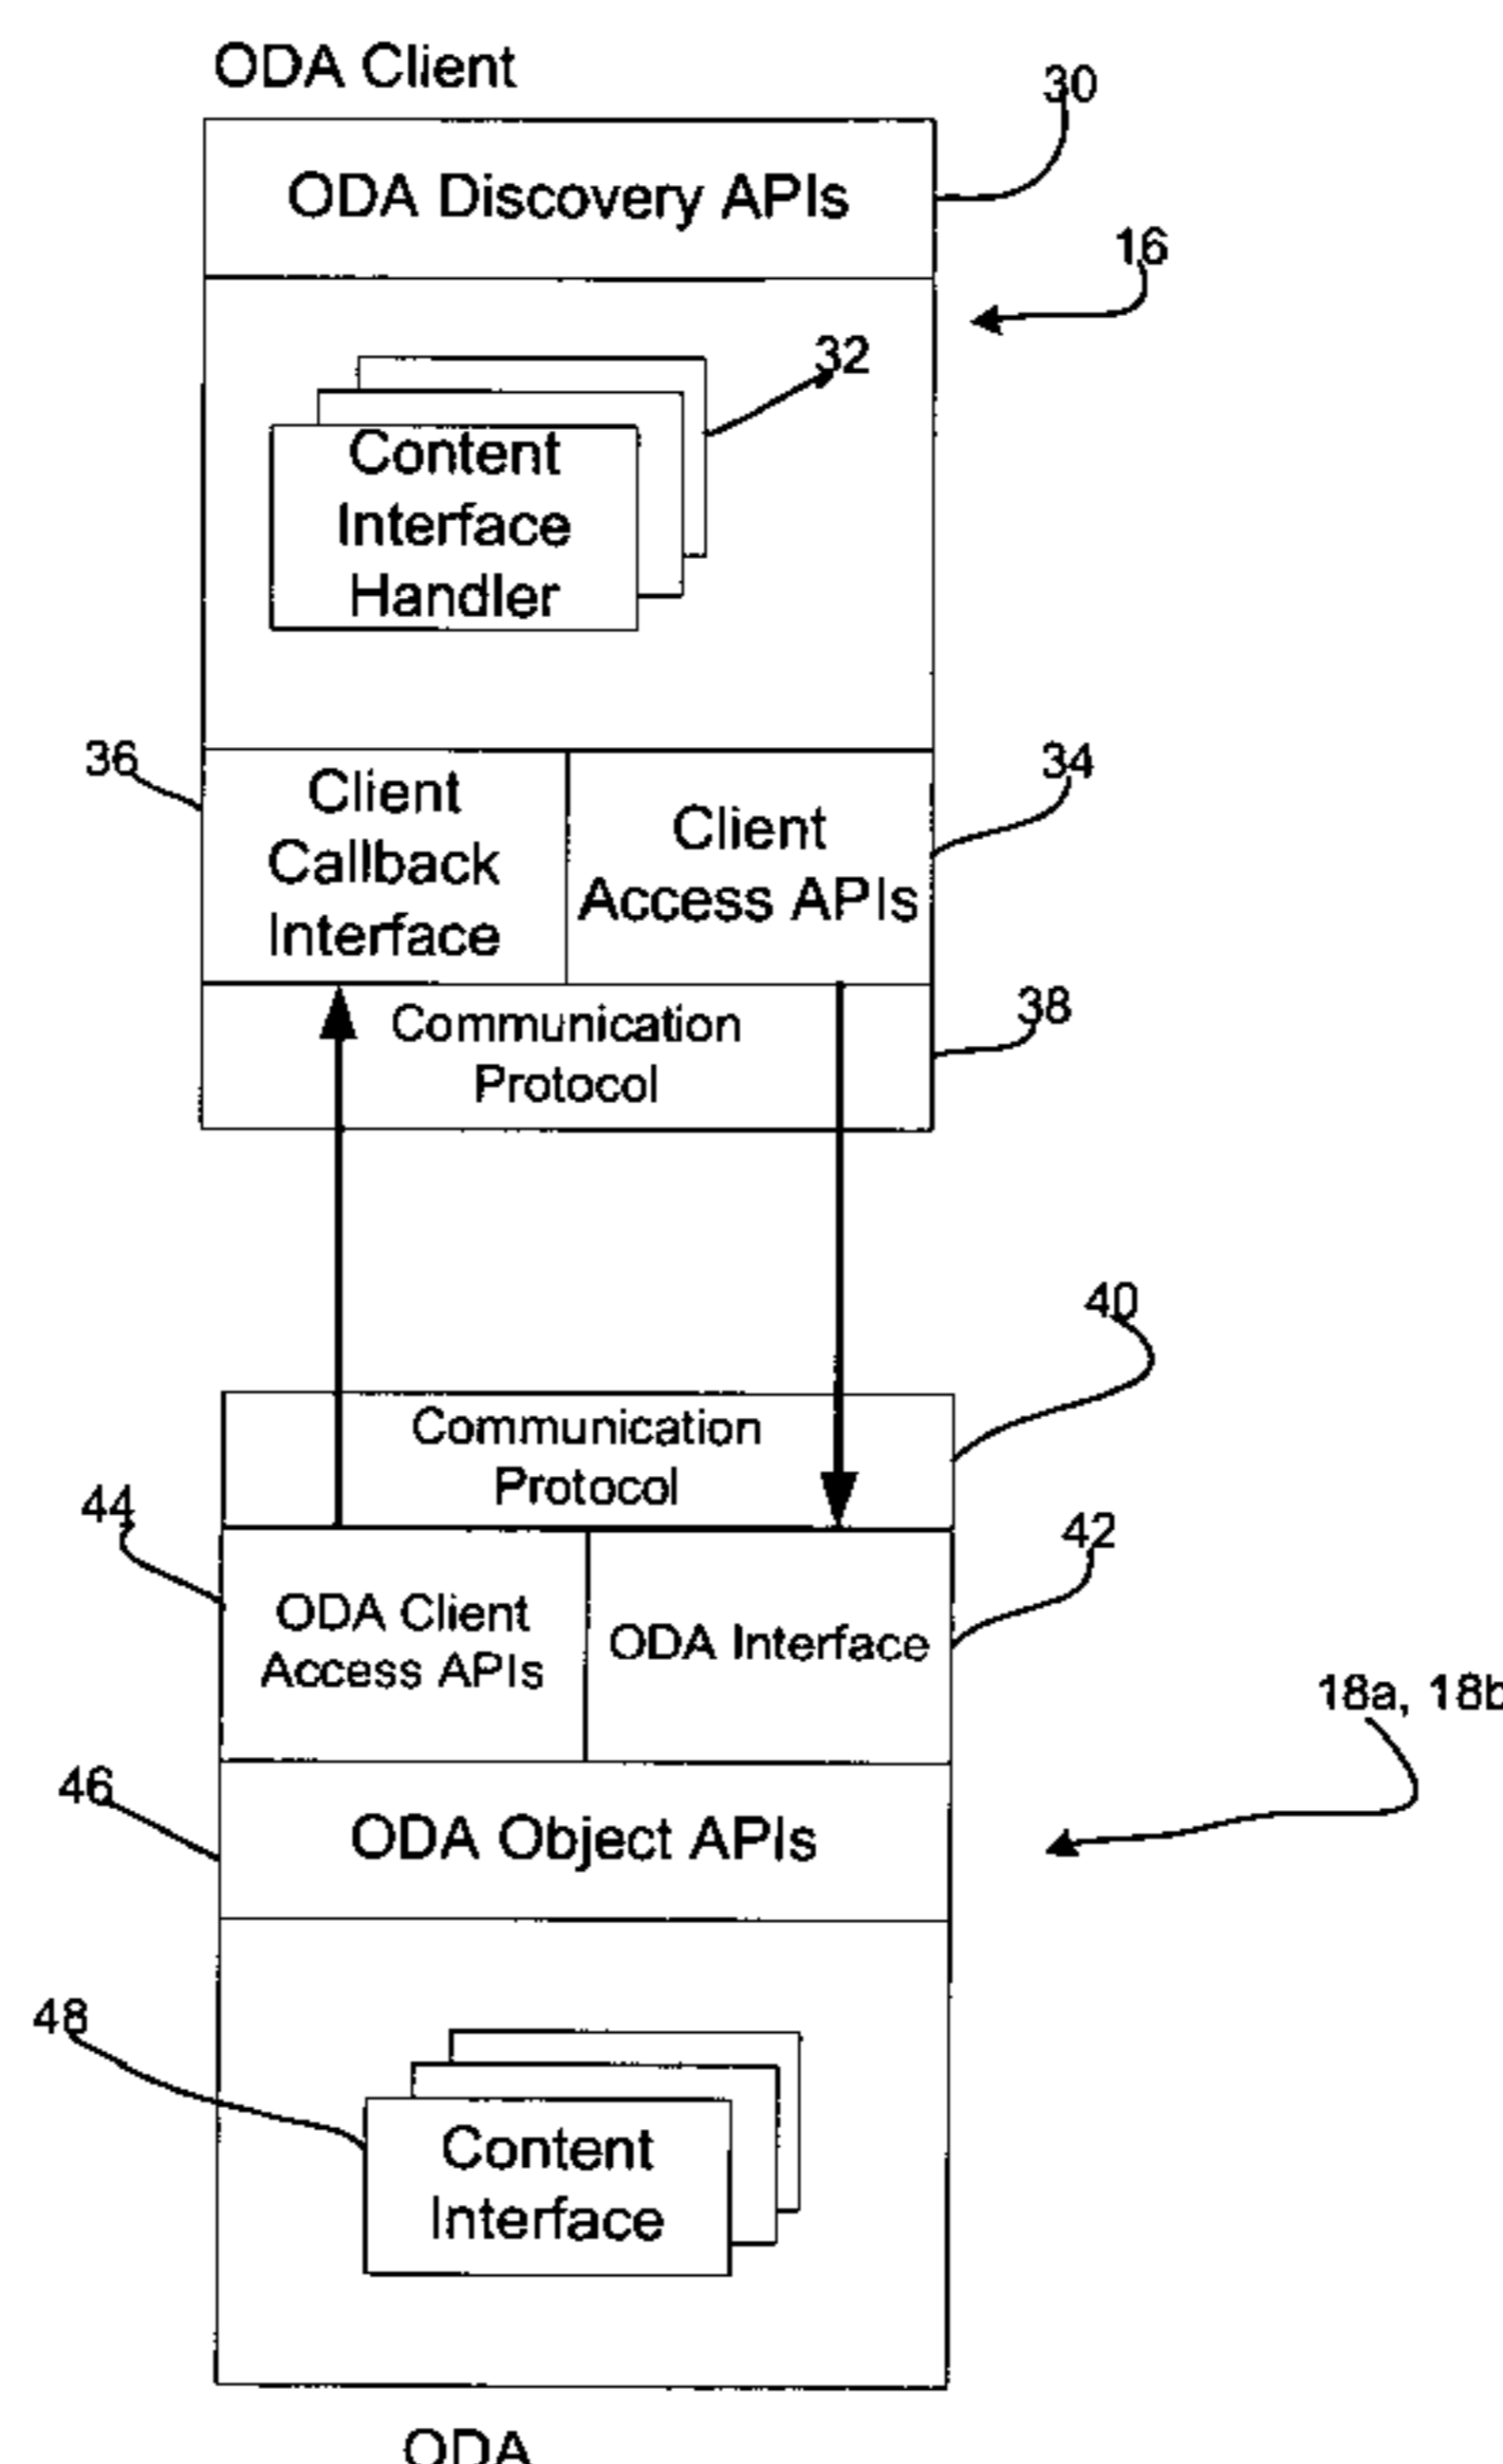 ODA Client
30
ODA Discovery APIs
16
32
Content
Interface
Handler
36
34
Client
Callback
Interface
Client
Access APIs
38
Communication
Protocol
40
Communication
Protocol
44
42
ODA Client
Access APIs
ODA Interface
18a, 18b
46
ODA Object APIs
48
Content
Interface
ODA